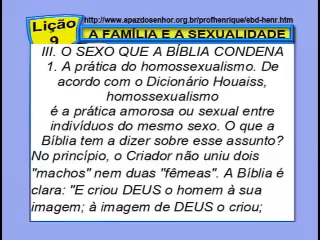 Lição
9
http://www.apazdosenhor.org.br/profhenrique/ebd-henr.htm
A FAMÍLIA E A SEXUALIDADE
III. O SEXO QUE A BÍBLIA CONDENA
1. A prática do homossexualismo. De
acordo com o Dicionário Houaiss,
homossexualismo
é a prática amorosa ou sexual entre
indivíduos do mesmo sexo. O que a
Bíblia tem a dizer sobre esse assunto?
No princípio, o Criador não uniu dois
"machos" nem duas "fêmeas". A Bíblia é
clara: "E criou DEUS o homem à sua
imagem; à imagem de DEUS o criou;